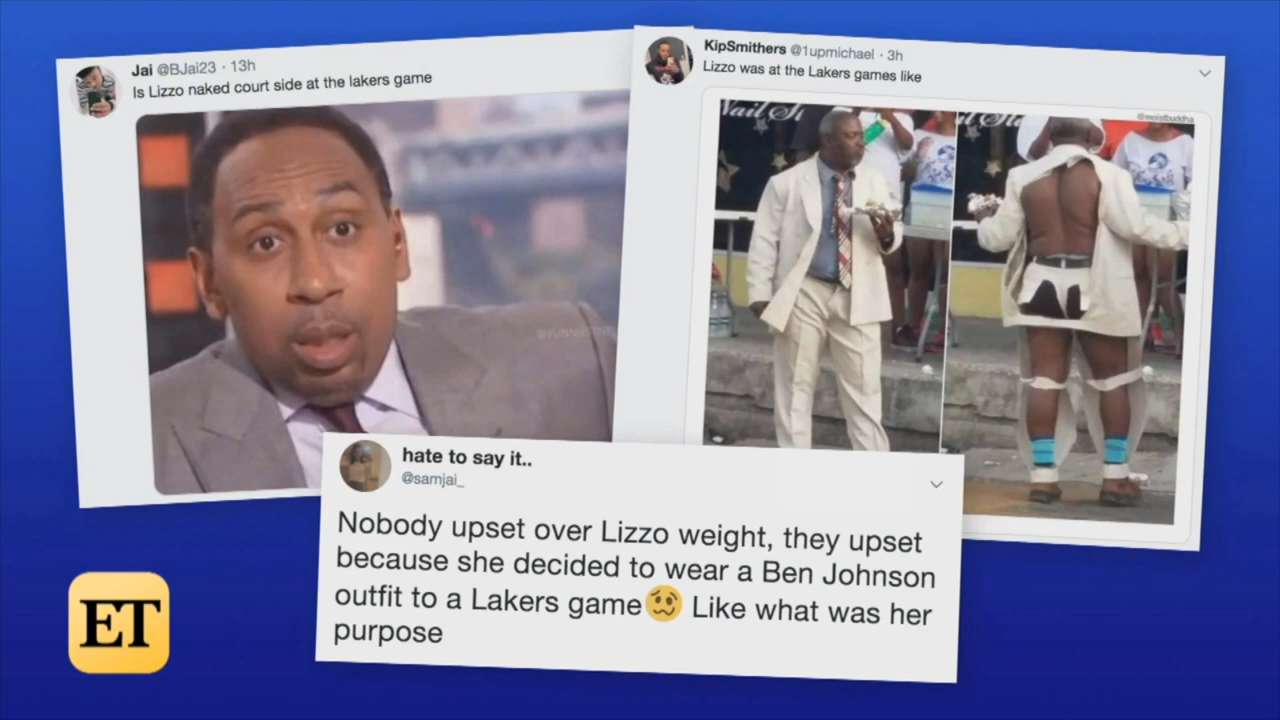 Jai @BJai23 · 13h
Is Lizzo naked court side at the lakers game
KipSmithers @1upmichael · 3h
Lizzo was at the Lakers games like
@moistbuddha
hate to say it..
@samjai_
Nobody upset over Lizzo weight, they upset
because she decided to wear a Ben Johnson
outfit to a Lakers game🥴 Like what was her
purpose
ET